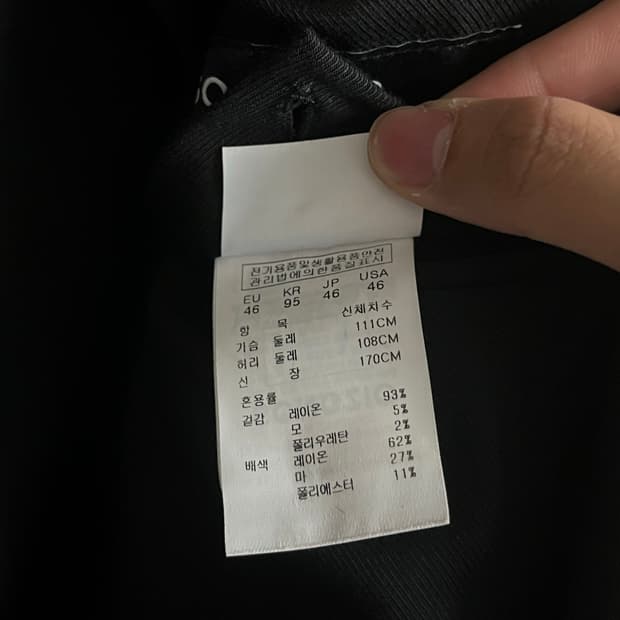 전기용품및생활용품안전
관리법에의한품질표시
EU KR JP USA
46 95 46 46
항 목 신체치수
가슴 둘레 111CM
허리 둘레 108CM
신 장 170CM
혼용률
겉감 레이온 93%
모 5%
폴리우레탄 2%
배색 레이온 62%
마 27%
폴리에스터 11%